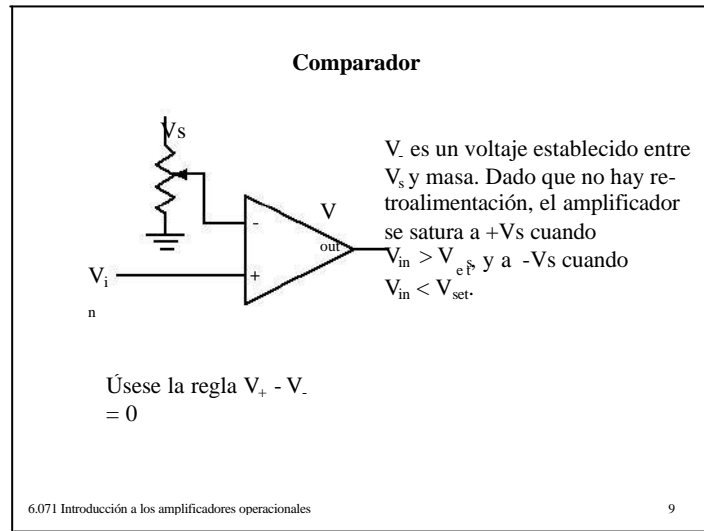 Comparador
Vs
V- es un voltaje establecido entre
Vs y masa. Dado que no hay re-
troalimentación, el amplificador
se satura a +Vs cuando
Vin > Vset, y a -Vs cuando
Vin < Vset.
-
V
out
+
Vi
n
Úsese la regla V+ - V-
= 0
6.071 Introducción a los amplificadores operacionales
9